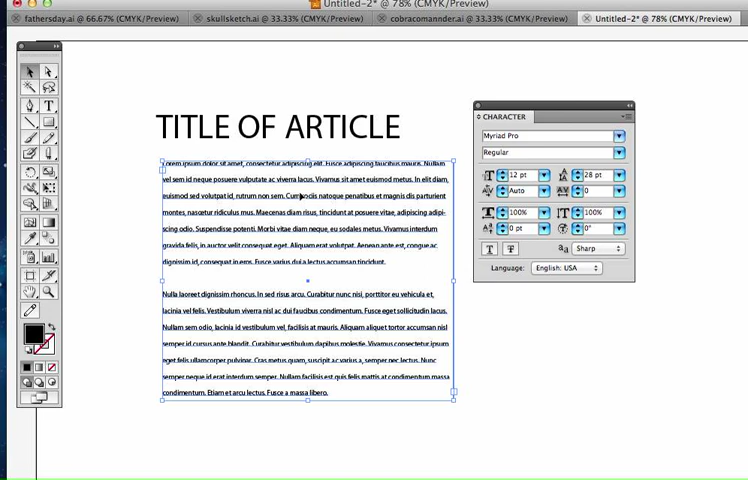 Untitled-2* @ 78% (CMYK/Preview)
fathersday.ai @ 66.67% (CMYK/Preview)
skullsketch.ai @ 33.33% (CMYK/Preview)
cobracomannder.ai @ 33.33% (CMYK/Preview)
Untitled-2* @ 78% (CMYK/Preview)
TITLE OF ARTICLE
Lorem ipsum dolor sit amet, consectetur adipiscing elit. Fusce adipiscing faucibus mauris. Nullam
vel sem id neque posuere vulputate ac viverra lacus. Vivamus sit amet euismod metus. In elit diam,
euismod sed volutpat id, rutrum non sem. Cum sociis natoque penatibus et magnis dis parturient
montes, nascetur ridiculus mus. Maecenas diam risus, tincidunt at posuere vitae, adipiscing adipi-
scing odio. Suspendisse potenti. Morbi vitae diam neque, eu sodales metus. Vivamus interdum
gravida felis, in auctor velit consequat eget. Aliquam erat volutpat. Aenean ante est, congue ac
dignissim id, consequat in eros. Fusce varius dui a lectus accumsan tincidunt.
Nulla laoreet dignissim rhoncus. In sed risus arcu. Curabitur nunc nisi, porttitor eu vehicula et,
lacinia vel felis. Vestibulum viverra nisl ac dui faucibus condimentum. Fusce eget sollicitudin lacus.
Nullam sem odio, lacinia id vestibulum vel, facilisis at mauris. Aliquam aliquet tortor accumsan nisl
semper id cursus ante blandit. Curabitur vestibulum dapibus molestie. Vivamus consectetur ipsum
eget felis ullamcorper pulvinar. Cras metus quam, suscipit ac varius a, semper nec lectus. Nunc
semper neque id erat interdum semper. Nullam facilisis est quis felis mattis at condimentum massa
condimentum. Etiam et arcu lectus. Fusce a massa libero.
CHARACTER
Myriad Pro
Regular
12 pt
28 pt
Auto
0
100%
100%
0 pt
0°
T
T
aa
Sharp
Language:
English: USA